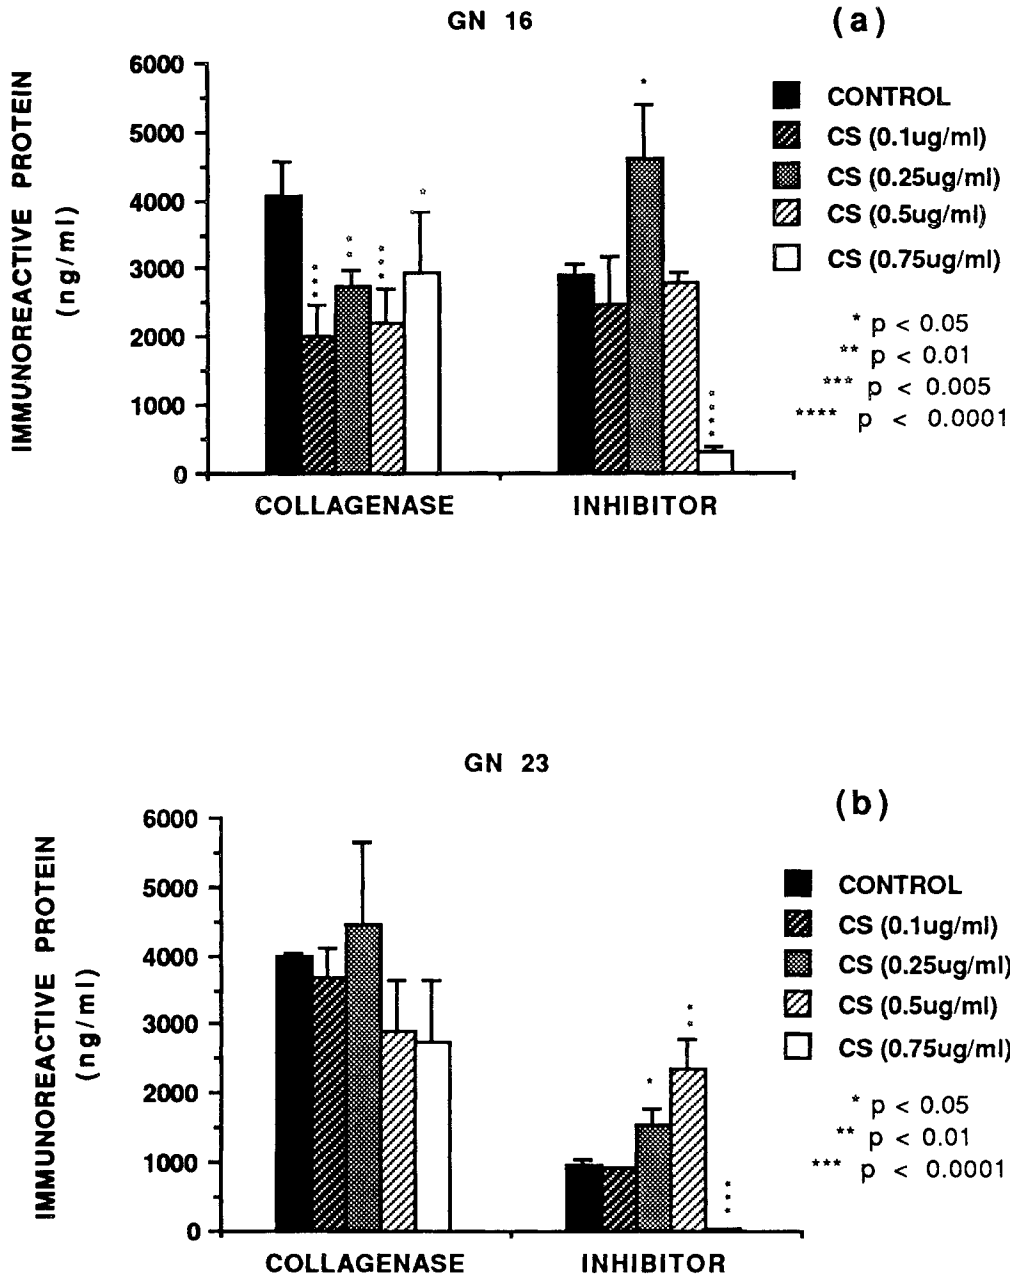 GN 16
(a)
IMMUNOREACTIVE PROTEIN
(ng/ml)
6000
5000
4000
3000
2000
1000
0
*
**
***
****
COLLAGENASE
INHIBITOR
CONTROL
CS (0.1ug/ml)
CS (0.25ug/ml)
CS (0.5ug/ml)
CS (0.75ug/ml)
* p < 0.05
** p < 0.01
*** p < 0.005
**** p < 0.0001
GN 23
(b)
IMMUNOREACTIVE PROTEIN
(ng/ml)
6000
5000
4000
3000
2000
1000
0
*
**
***
COLLAGENASE
INHIBITOR
CONTROL
CS (0.1ug/ml)
CS (0.25ug/ml)
CS (0.5ug/ml)
CS (0.75ug/ml)
* p < 0.05
** p < 0.01
*** p < 0.0001